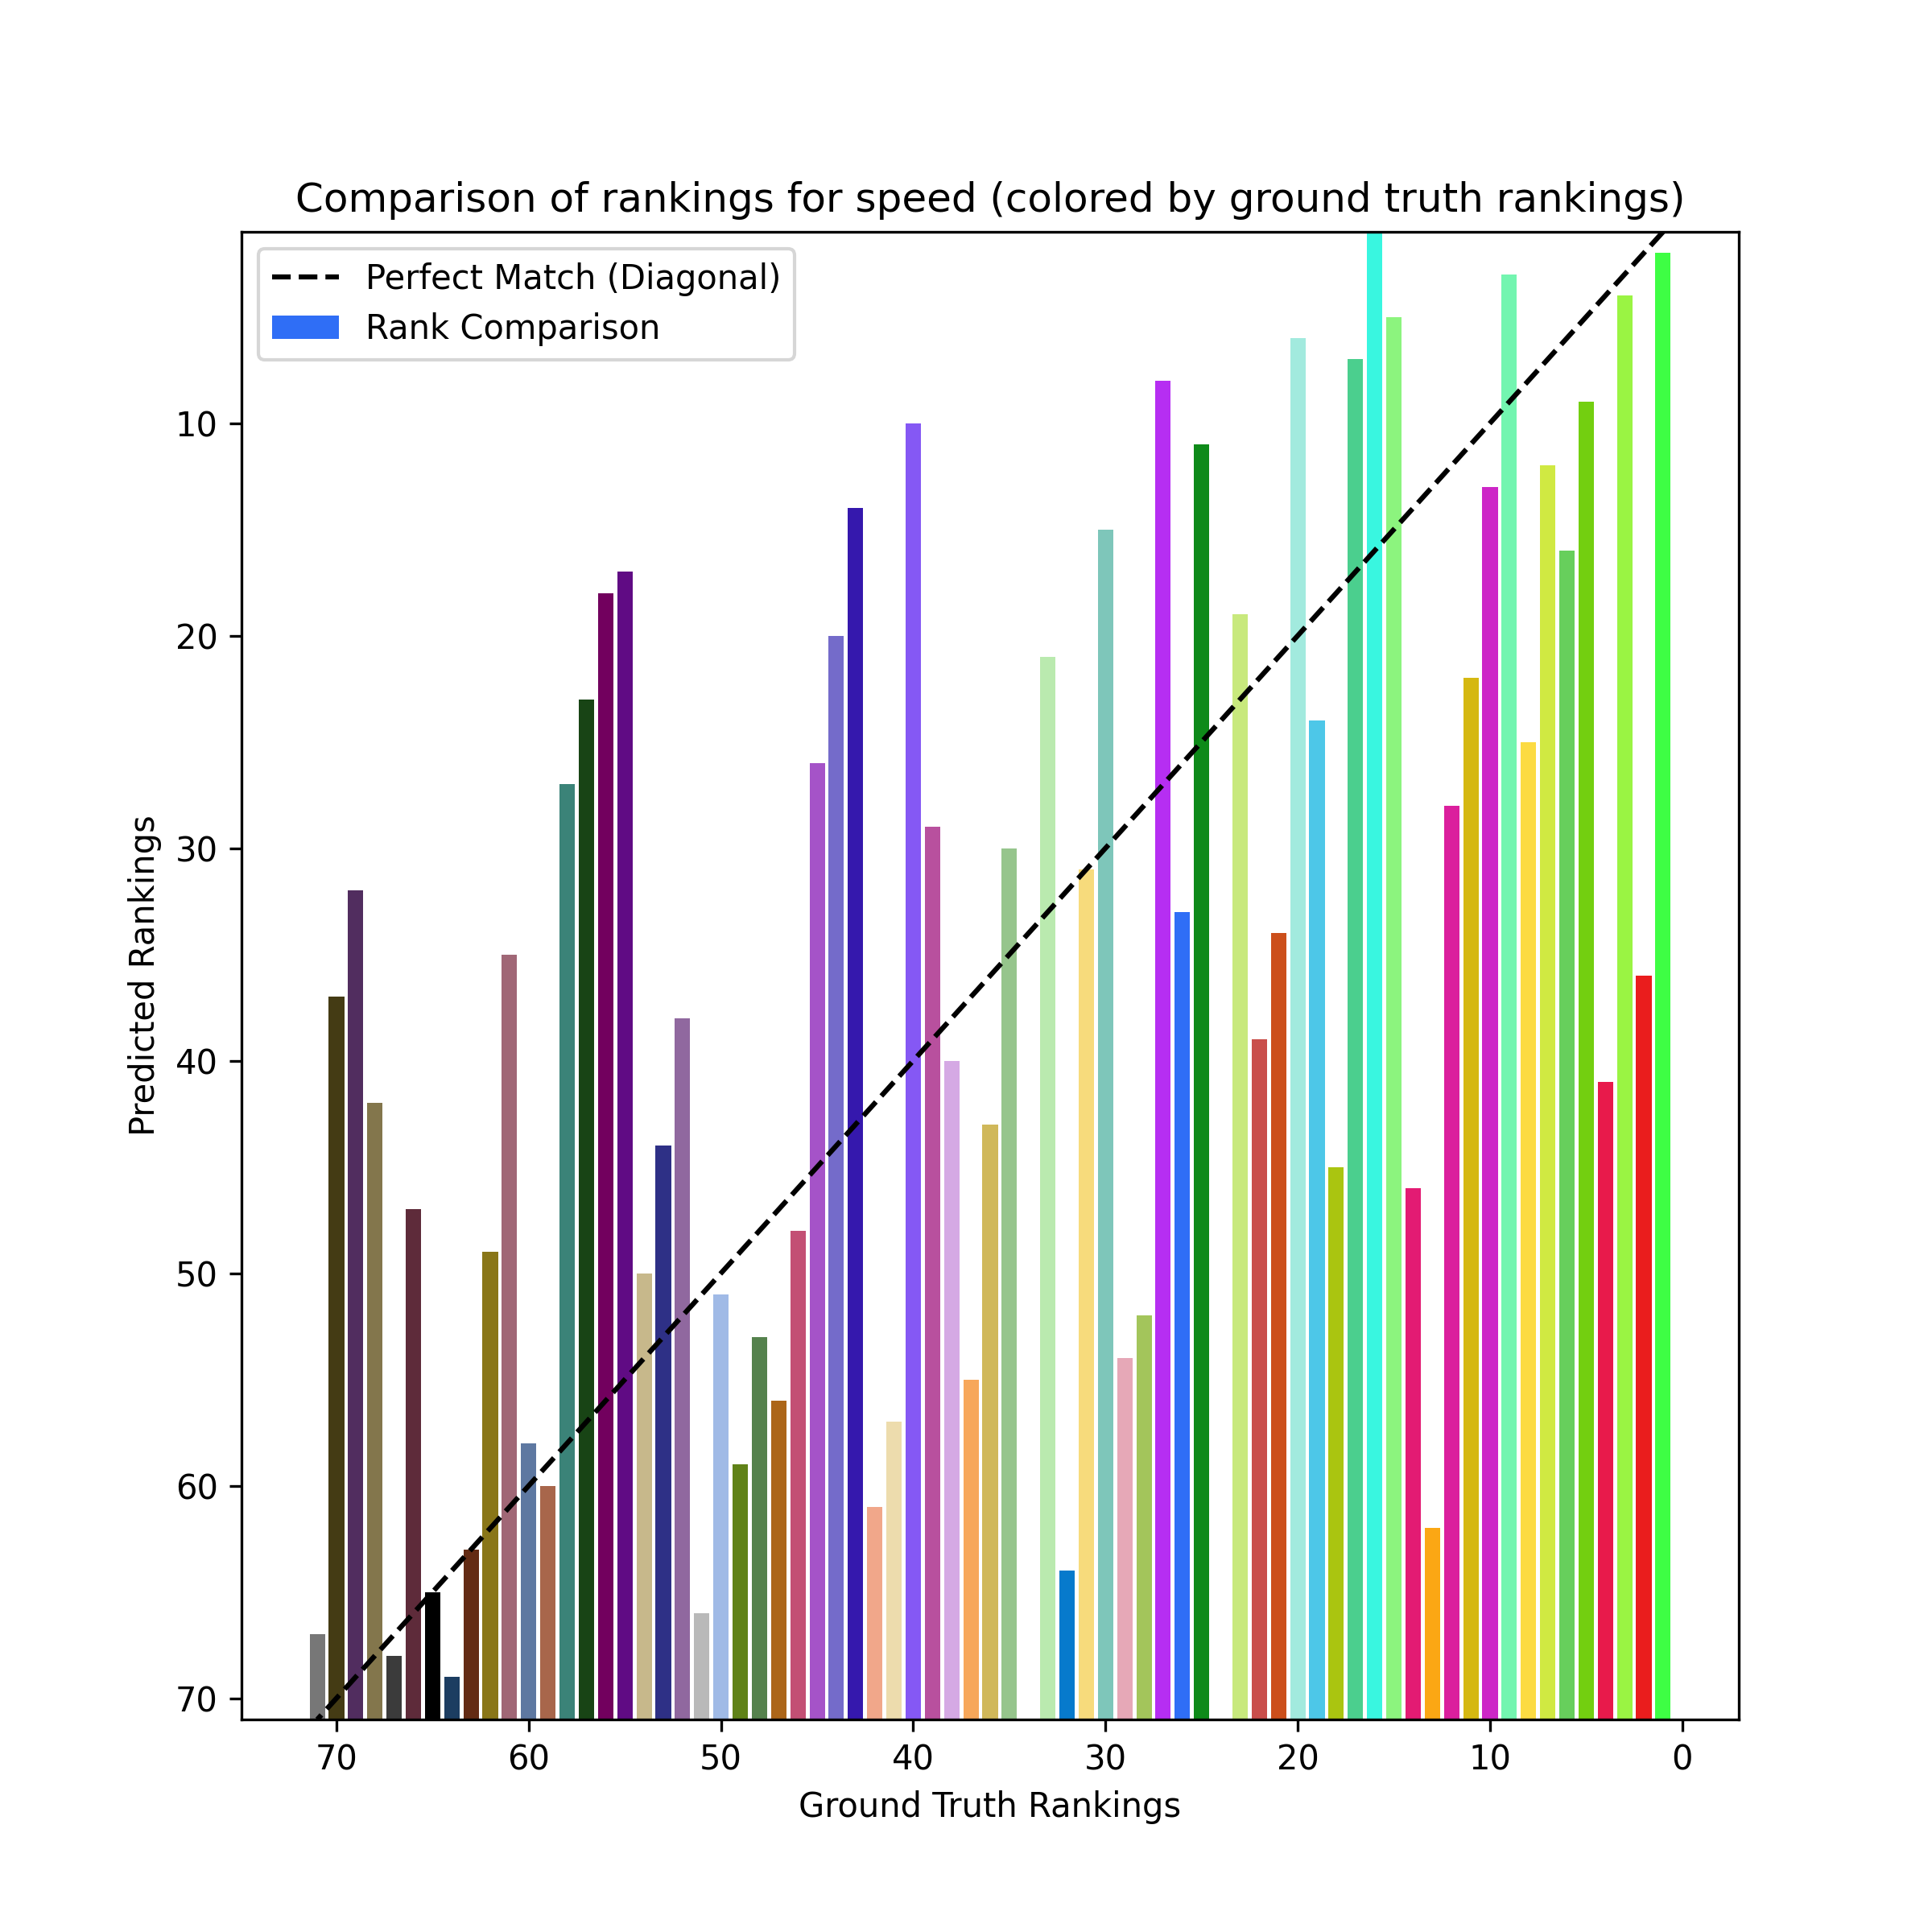 Comparison of rankings for speed (colored by ground truth rankings)
Perfect Match (Diagonal)
Rank Comparison
10
20
30
40
50
60
70
Predicted Rankings
70 60 50 40 30 20 10 0
Ground Truth Rankings